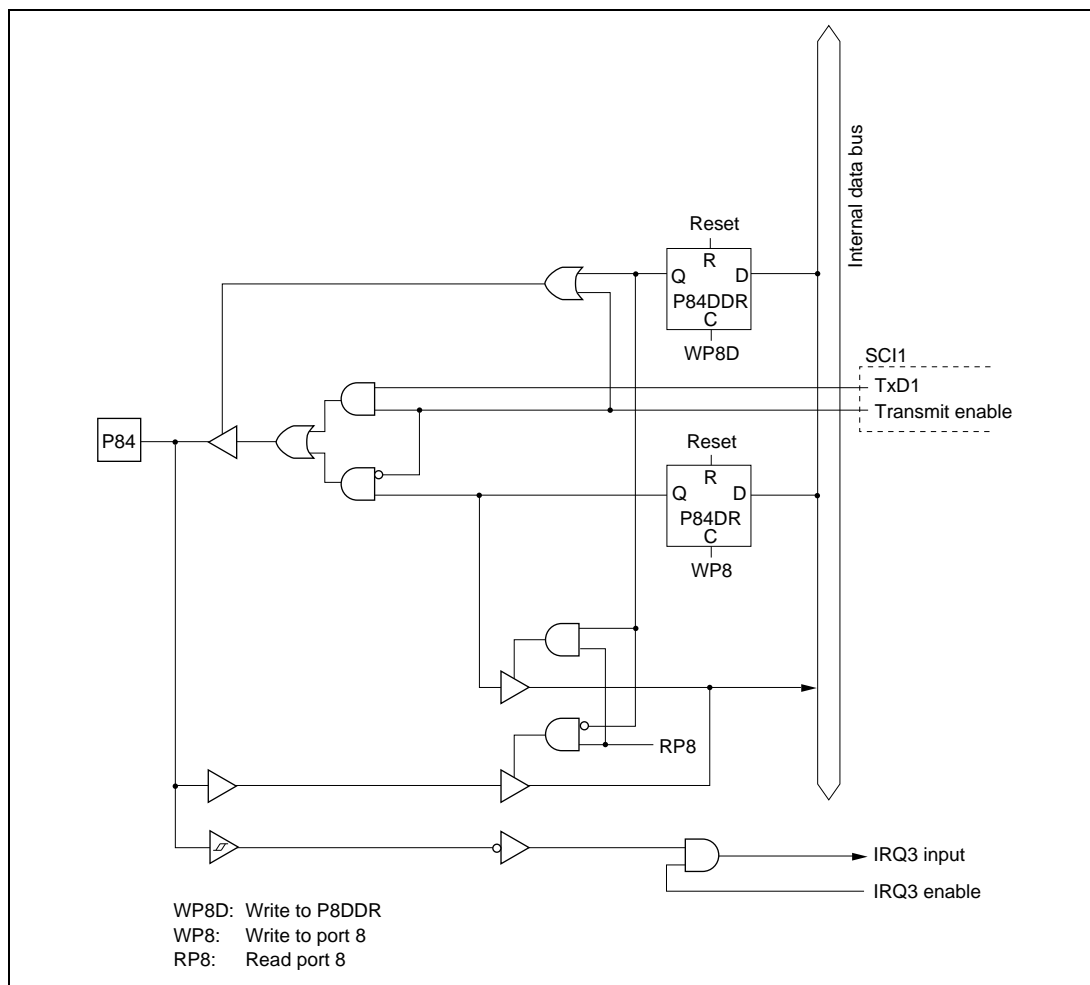 Internal data bus
Reset
R
Q D
P84DDR
C
WP8D
SCI1
TxD1
Transmit enable
P84
Reset
R
Q D
P84DR
C
WP8
RP8
IRQ3 input
IRQ3 enable
WP8D: Write to P8DDR
WP8: Write to port 8
RP8: Read port 8